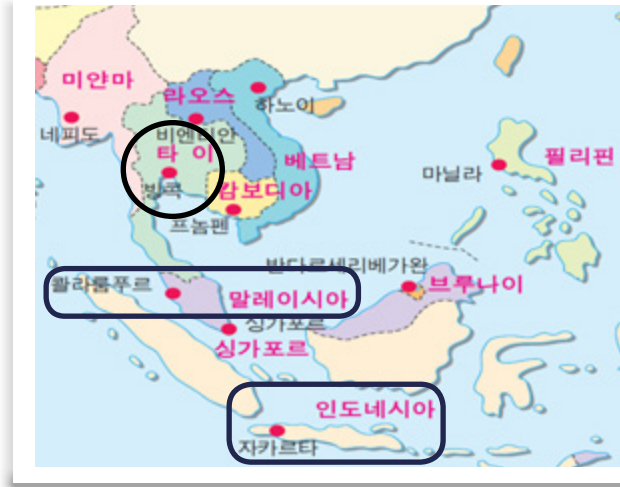 미얀마
라오스
하노이
네피도
비엔티안
타 이
베트남
필리핀
마닐라
방콕
캄보디아
프놈펜
반다르세리베가완
콸라룸푸르
브루나이
말레이시아
싱가포르
싱가포르
인도네시아
자카르타